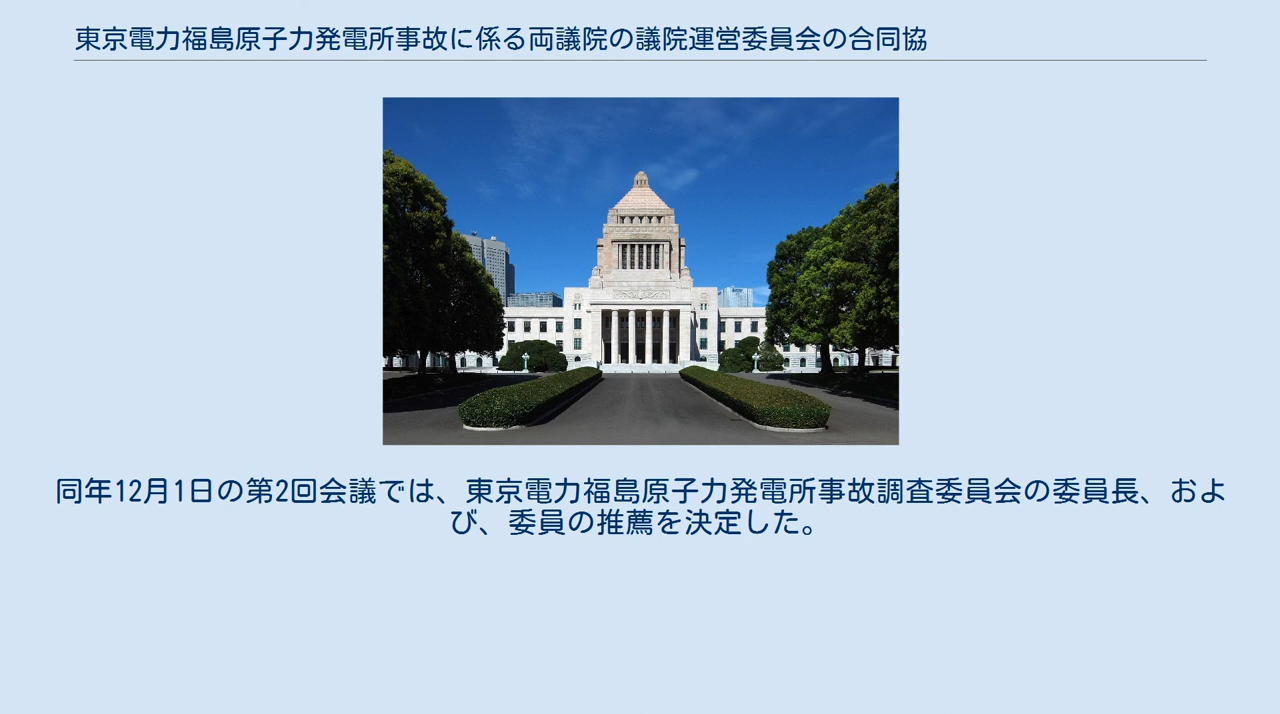 東京電力福島原子力発電所事故に係る両議院の議院運営委員会の合同協
同年12月1日の第2回会議では、東京電力福島原子力発電所事故調査委員会の委員長、およ
び、委員の推薦を決定した。